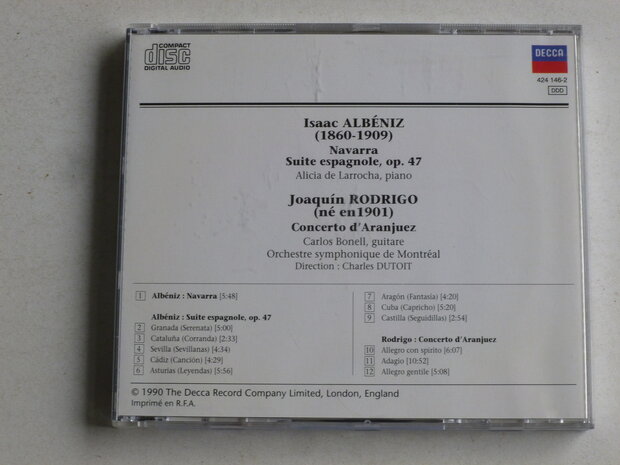 COMPACT
disc
DIGITAL AUDIO
DECCA
424 146-2
DDD
Isaac ALBÉNIZ
(1860-1909)
Navarra
Suite espagnole, op. 47
Alicia de Larrocha, piano
Joaquín RODRIGO
(né en1901)
Concerto d'Aranjuez
Carlos Bonell, guitare
Orchestre symphonique de Montréal
Direction : Charles DUTOIT
1 Albéniz : Navarra [5:48]
Albéniz : Suite espagnole, op. 47
2 Granada (Serenata) [5:00]
3 Cataluña (Corranda) [2:33]
4 Sevilla (Sevillanas) [4:34]
5 Cádiz (Canción) [4:29]
6 Asturias (Leyendas) [5:56]
7 Aragón (Fantasía) [4:20]
8 Cuba (Capricho) [5:20]
9 Castilla (Seguidillas) [2:54]
Rodrigo : Concerto d'Aranjuez
10 Allegro con spirito [6:07]
11 Adagio [10:52]
12 Allegro gentile [5:08]
© 1990 The Decca Record Company Limited, London, England
Imprimé en R.F.A.